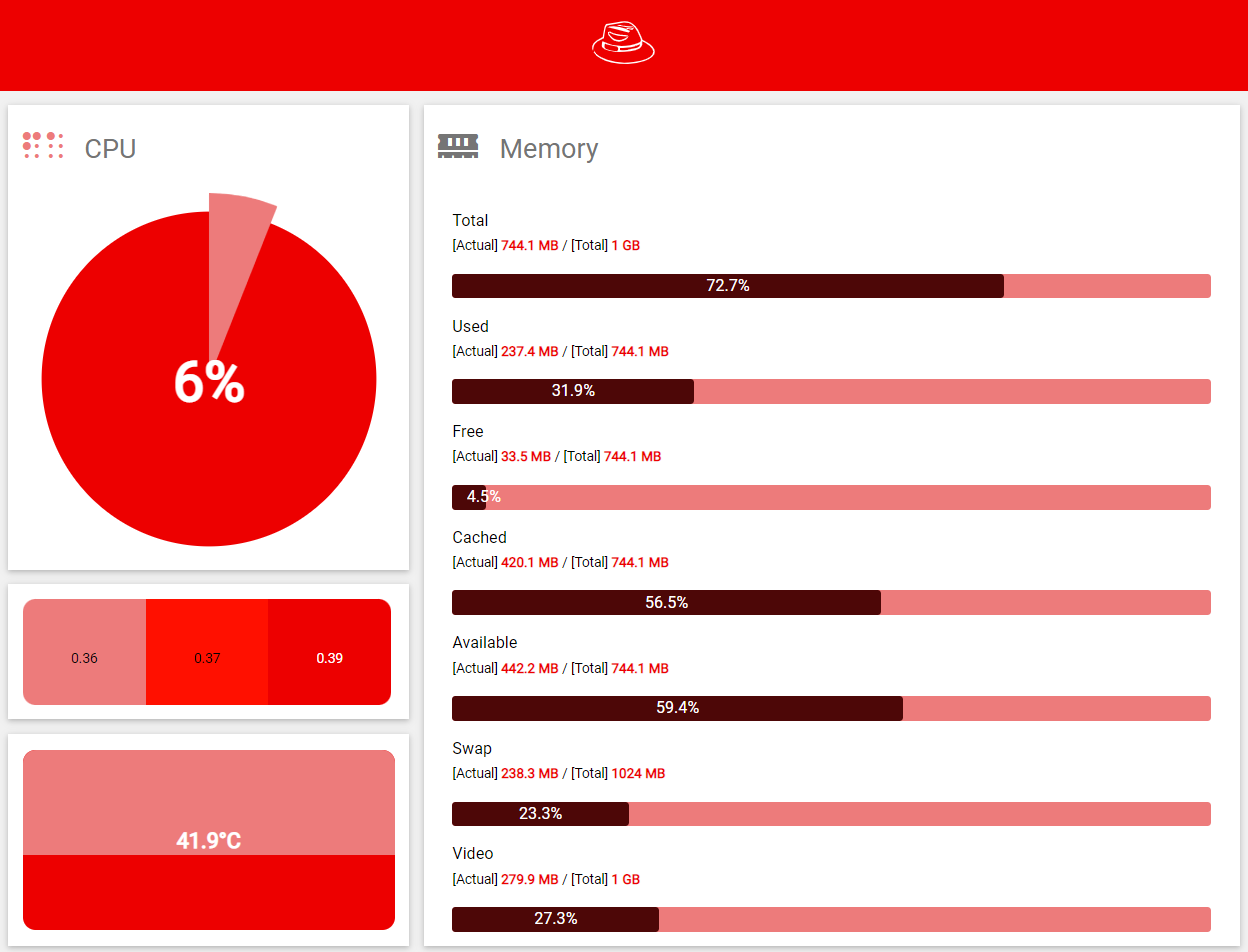 CPU
6%
0.36 0.37 0.39
41.9°C
Memory
Total
[Actual] 744.1 MB / [Total] 1 GB
72.7%
Used
[Actual] 237.4 MB / [Total] 744.1 MB
31.9%
Free
[Actual] 33.5 MB / [Total] 744.1 MB
4.5%
Cached
[Actual] 420.1 MB / [Total] 744.1 MB
56.5%
Available
[Actual] 442.2 MB / [Total] 744.1 MB
59.4%
Swap
[Actual] 238.3 MB / [Total] 1024 MB
23.3%
Video
[Actual] 279.9 MB / [Total] 1 GB
27.3%